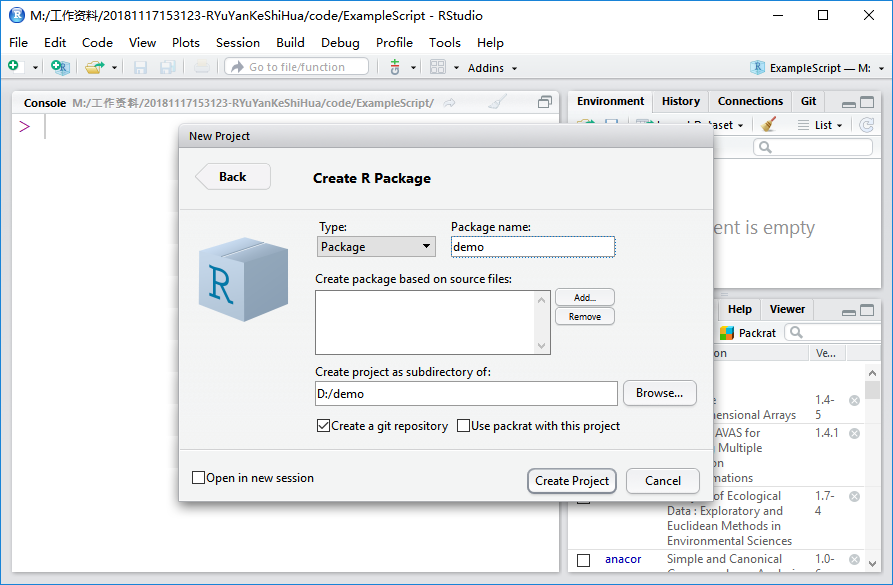 M:/工作资料/20181117153123-RYuYanKeShiHua/code/ExampleScript - RStudio
File Edit Code View Plots Session Build Debug Profile Tools Help
Go to file/function Addins ExampleScript — M:
Console M:/工作资料/20181117153123-RYuYanKeShiHua/code/ExampleScript/
>
Environment History Connections Git
Dataset List
New Project
Back
Create R Package
Type: Package name:
Package demo
R
Create package based on source files:
Add...
Remove
Create project as subdirectory of:
D:/demo Browse...
Create a git repository Use packrat with this project
Open in new session Create Project Cancel
ent is empty
Help Viewer
Packrat
on Ve...
e 1.4-
ensional Arrays 5
AVAS for 1.4.1
Multiple
on
mations
of Ecological 1.7-
Data : Exploratory and 4
Euclidean Methods in
Environmental Sciences
anacor Simple and Canonical 1.0-